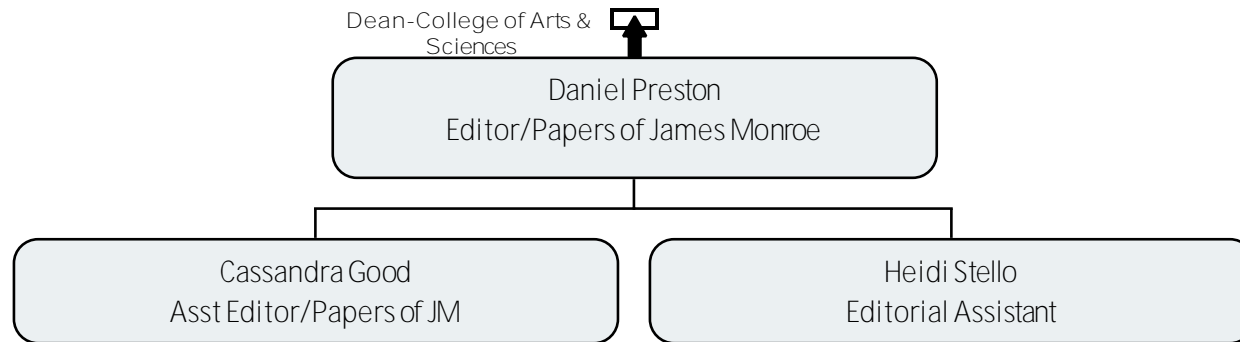 Dean-College of Arts &
Sciences
Daniel Preston
Editor/Papers of James Monroe
Cassandra Good
Asst Editor/Papers of JM
Heidi Stello
Editorial Assistant